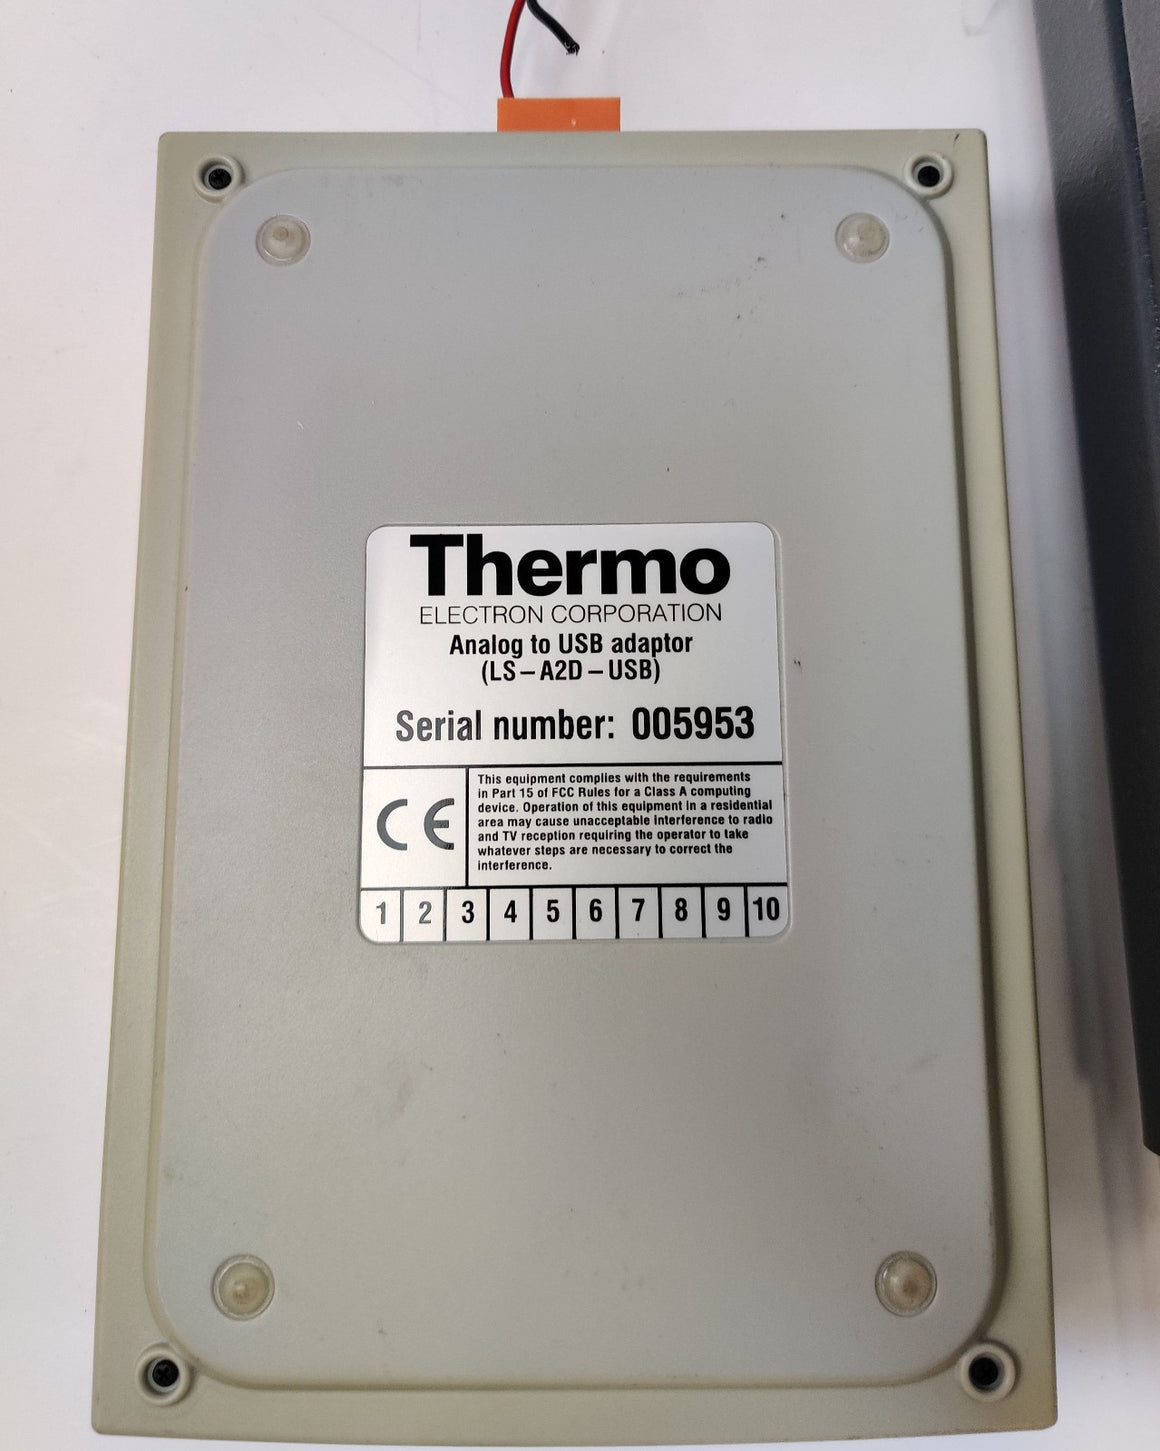 Thermo
ELECTRON CORPORATION
Analog to USB adaptor
(LS – A2D – USB)
Serial number: 005953
CE
This equipment complies with the requirements
in Part 15 of FCC Rules for a Class A computing
device. Operation of this equipment in a residential
area may cause unacceptable interference to radio
and TV reception requiring the operator to take
whatever steps are necessary to correct the
interference.
1 2 3 4 5 6 7 8 9 10